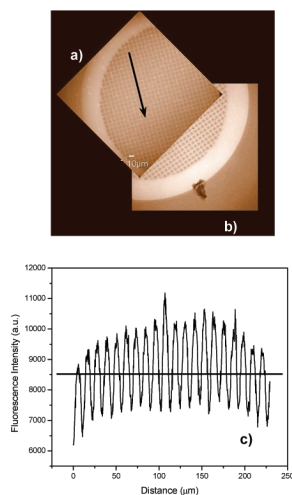 a)
10μm
b)
12000
11000
10000
9000
8000
7000
6000
Fluorescence Intensity (a.u.)
c)
0 50 100 150 200 250
Distance (μm)